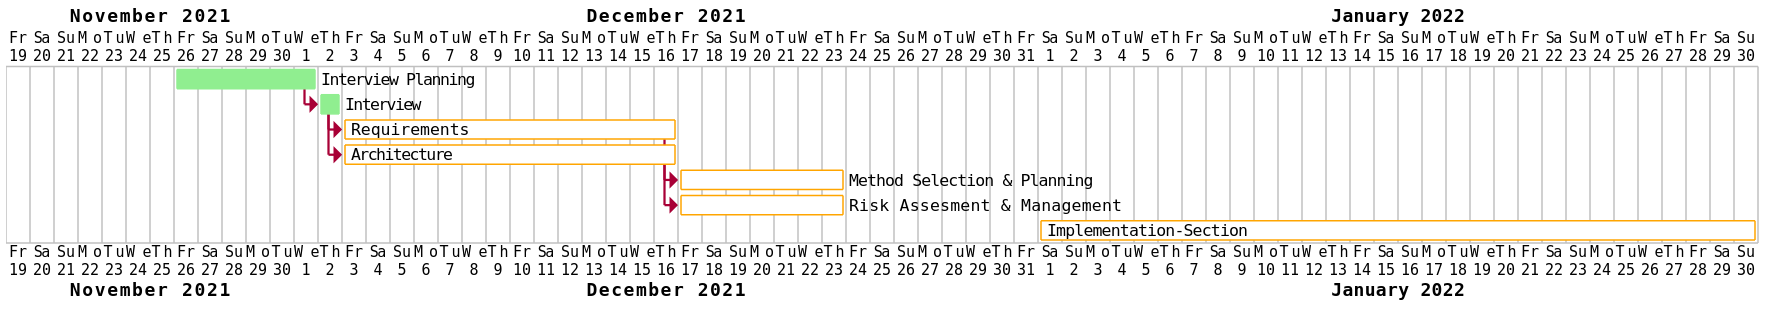 November 2021 December 2021 January 2022
Fr Sa Su Mo Tu We Th Fr Sa Su Mo Tu We Th Fr Sa Su Mo Tu We Th Fr Sa Su Mo Tu We Th Fr Sa Su Mo Tu We Th Fr Sa Su Mo Tu We Th Fr Sa Su Mo Tu We Th Fr Sa Su Mo Tu We Th Fr Sa Su Mo Tu We Th Fr Sa Su Mo Tu We Th Fr Sa Su
19 20 21 22 23 24 25 26 27 28 29 30 1 2 3 4 5 6 7 8 9 10 11 12 13 14 15 16 17 18 19 20 21 22 23 24 25 26 27 28 29 30 31 1 2 3 4 5 6 7 8 9 10 11 12 13 14 15 16 17 18 19 20 21 22 23 24 25 26 27 28 29 30
Interview Planning
Interview
Requirements
Architecture
Method Selection & Planning
Risk Assesment & Management
Implementation-Section
Fr Sa Su Mo Tu We Th Fr Sa Su Mo Tu We Th Fr Sa Su Mo Tu We Th Fr Sa Su Mo Tu We Th Fr Sa Su Mo Tu We Th Fr Sa Su Mo Tu We Th Fr Sa Su Mo Tu We Th Fr Sa Su Mo Tu We Th Fr Sa Su Mo Tu We Th Fr Sa Su Mo Tu We Th Fr Sa Su
19 20 21 22 23 24 25 26 27 28 29 30 1 2 3 4 5 6 7 8 9 10 11 12 13 14 15 16 17 18 19 20 21 22 23 24 25 26 27 28 29 30 31 1 2 3 4 5 6 7 8 9 10 11 12 13 14 15 16 17 18 19 20 21 22 23 24 25 26 27 28 29 30
November 2021 December 2021 January 2022